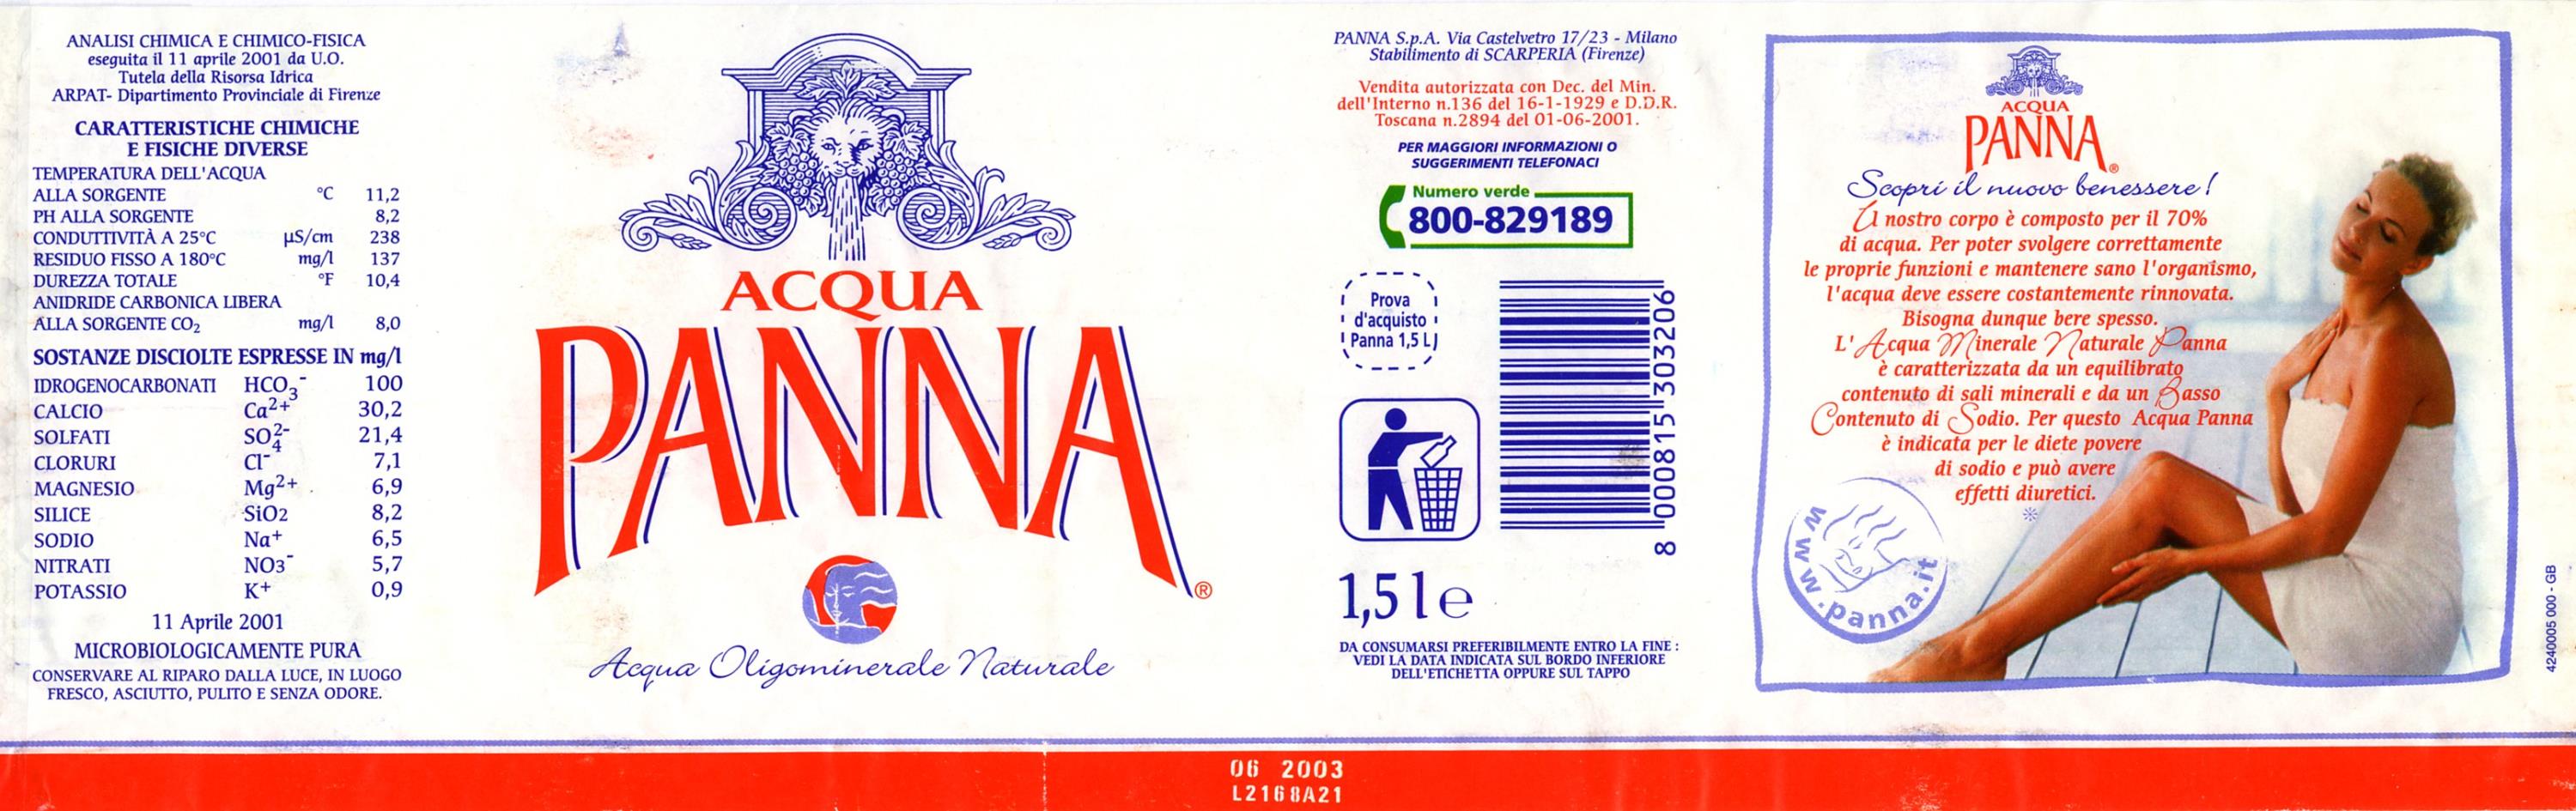 ANALISI CHIMICA E CHIMICO-FISICA
eseguita il 11 aprile 2001 da U.O.
Tutela della Risorsa Idrica
ARPAT- Dipartimento Provinciale di Firenze
CARATTERISTICHE CHIMICHE
E FISICHE DIVERSE
TEMPERATURA DELL'ACQUA
ALLA SORGENTE °C 11,2
PH ALLA SORGENTE 8,2
CONDUTTIVITÀ A 25°C µS/cm 238
RESIDUO FISSO A 180°C mg/l 137
DUREZZA TOTALE °F 10,4
ANIDRIDE CARBONICA LIBERA
ALLA SORGENTE CO₂ mg/l 8,0
SOSTANZE DISCIOLTE ESPRESSE IN mg/l
IDROGENOCARBONATI HCO₃⁻ 100
CALCIO Ca²⁺ 30,2
SOLFATI SO₄²⁻ 21,4
CLORURI Cl⁻ 7,1
MAGNESIO Mg²⁺ 6,9
SILICE SiO₂ 8,2
SODIO Na⁺ 6,5
NITRATI NO₃⁻ 5,7
POTASSIO K⁺ 0,9
11 Aprile 2001
MICROBIOLOGICAMENTE PURA
CONSERVARE AL RIPARO DALLA LUCE, IN LUOGO
FRESCO, ASCIUTTO, PULITO E SENZA ODORE.
ACQUA
PANNA®
Acqua Oligominerale Naturale
PANNA S.p.A. Via Castelvetro 17/23 - Milano
Stabilimento di SCARPERIA (Firenze)
Vendita autorizzata con Dec. del Min.
dell'Interno n.136 del 16-1-1929 e D.D.R.
Toscana n.2894 del 01-06-2001.
PER MAGGIORI INFORMAZIONI O
SUGGERIMENTI TELEFONACI
Numero verde
800-829189
Prova
d'acquisto
Panna 1,5 L
8 000815 303206
1,5 l e
DA CONSUMARSI PREFERIBILMENTE ENTRO LA FINE :
VEDI LA DATA INDICATA SUL BORDO INFERIORE
DELL'ETICHETTA OPPURE SUL TAPPO
ACQUA
PANNA®
Scopri il nuovo benessere!
Il nostro corpo è composto per il 70%
di acqua. Per poter svolgere correttamente
le proprie funzioni e mantenere sano l'organismo,
l'acqua deve essere costantemente rinnovata.
Bisogna dunque bere spesso.
L'Acqua Minerale Naturale Panna
è caratterizzata da un equilibrato
contenuto di sali minerali e da un Basso
Contenuto di Sodio. Per questo Acqua Panna
è indicata per le diete povere
di sodio e può avere
effetti diuretici.
www.panna.it
4240005 000 - GB
06 2003
L2168A21